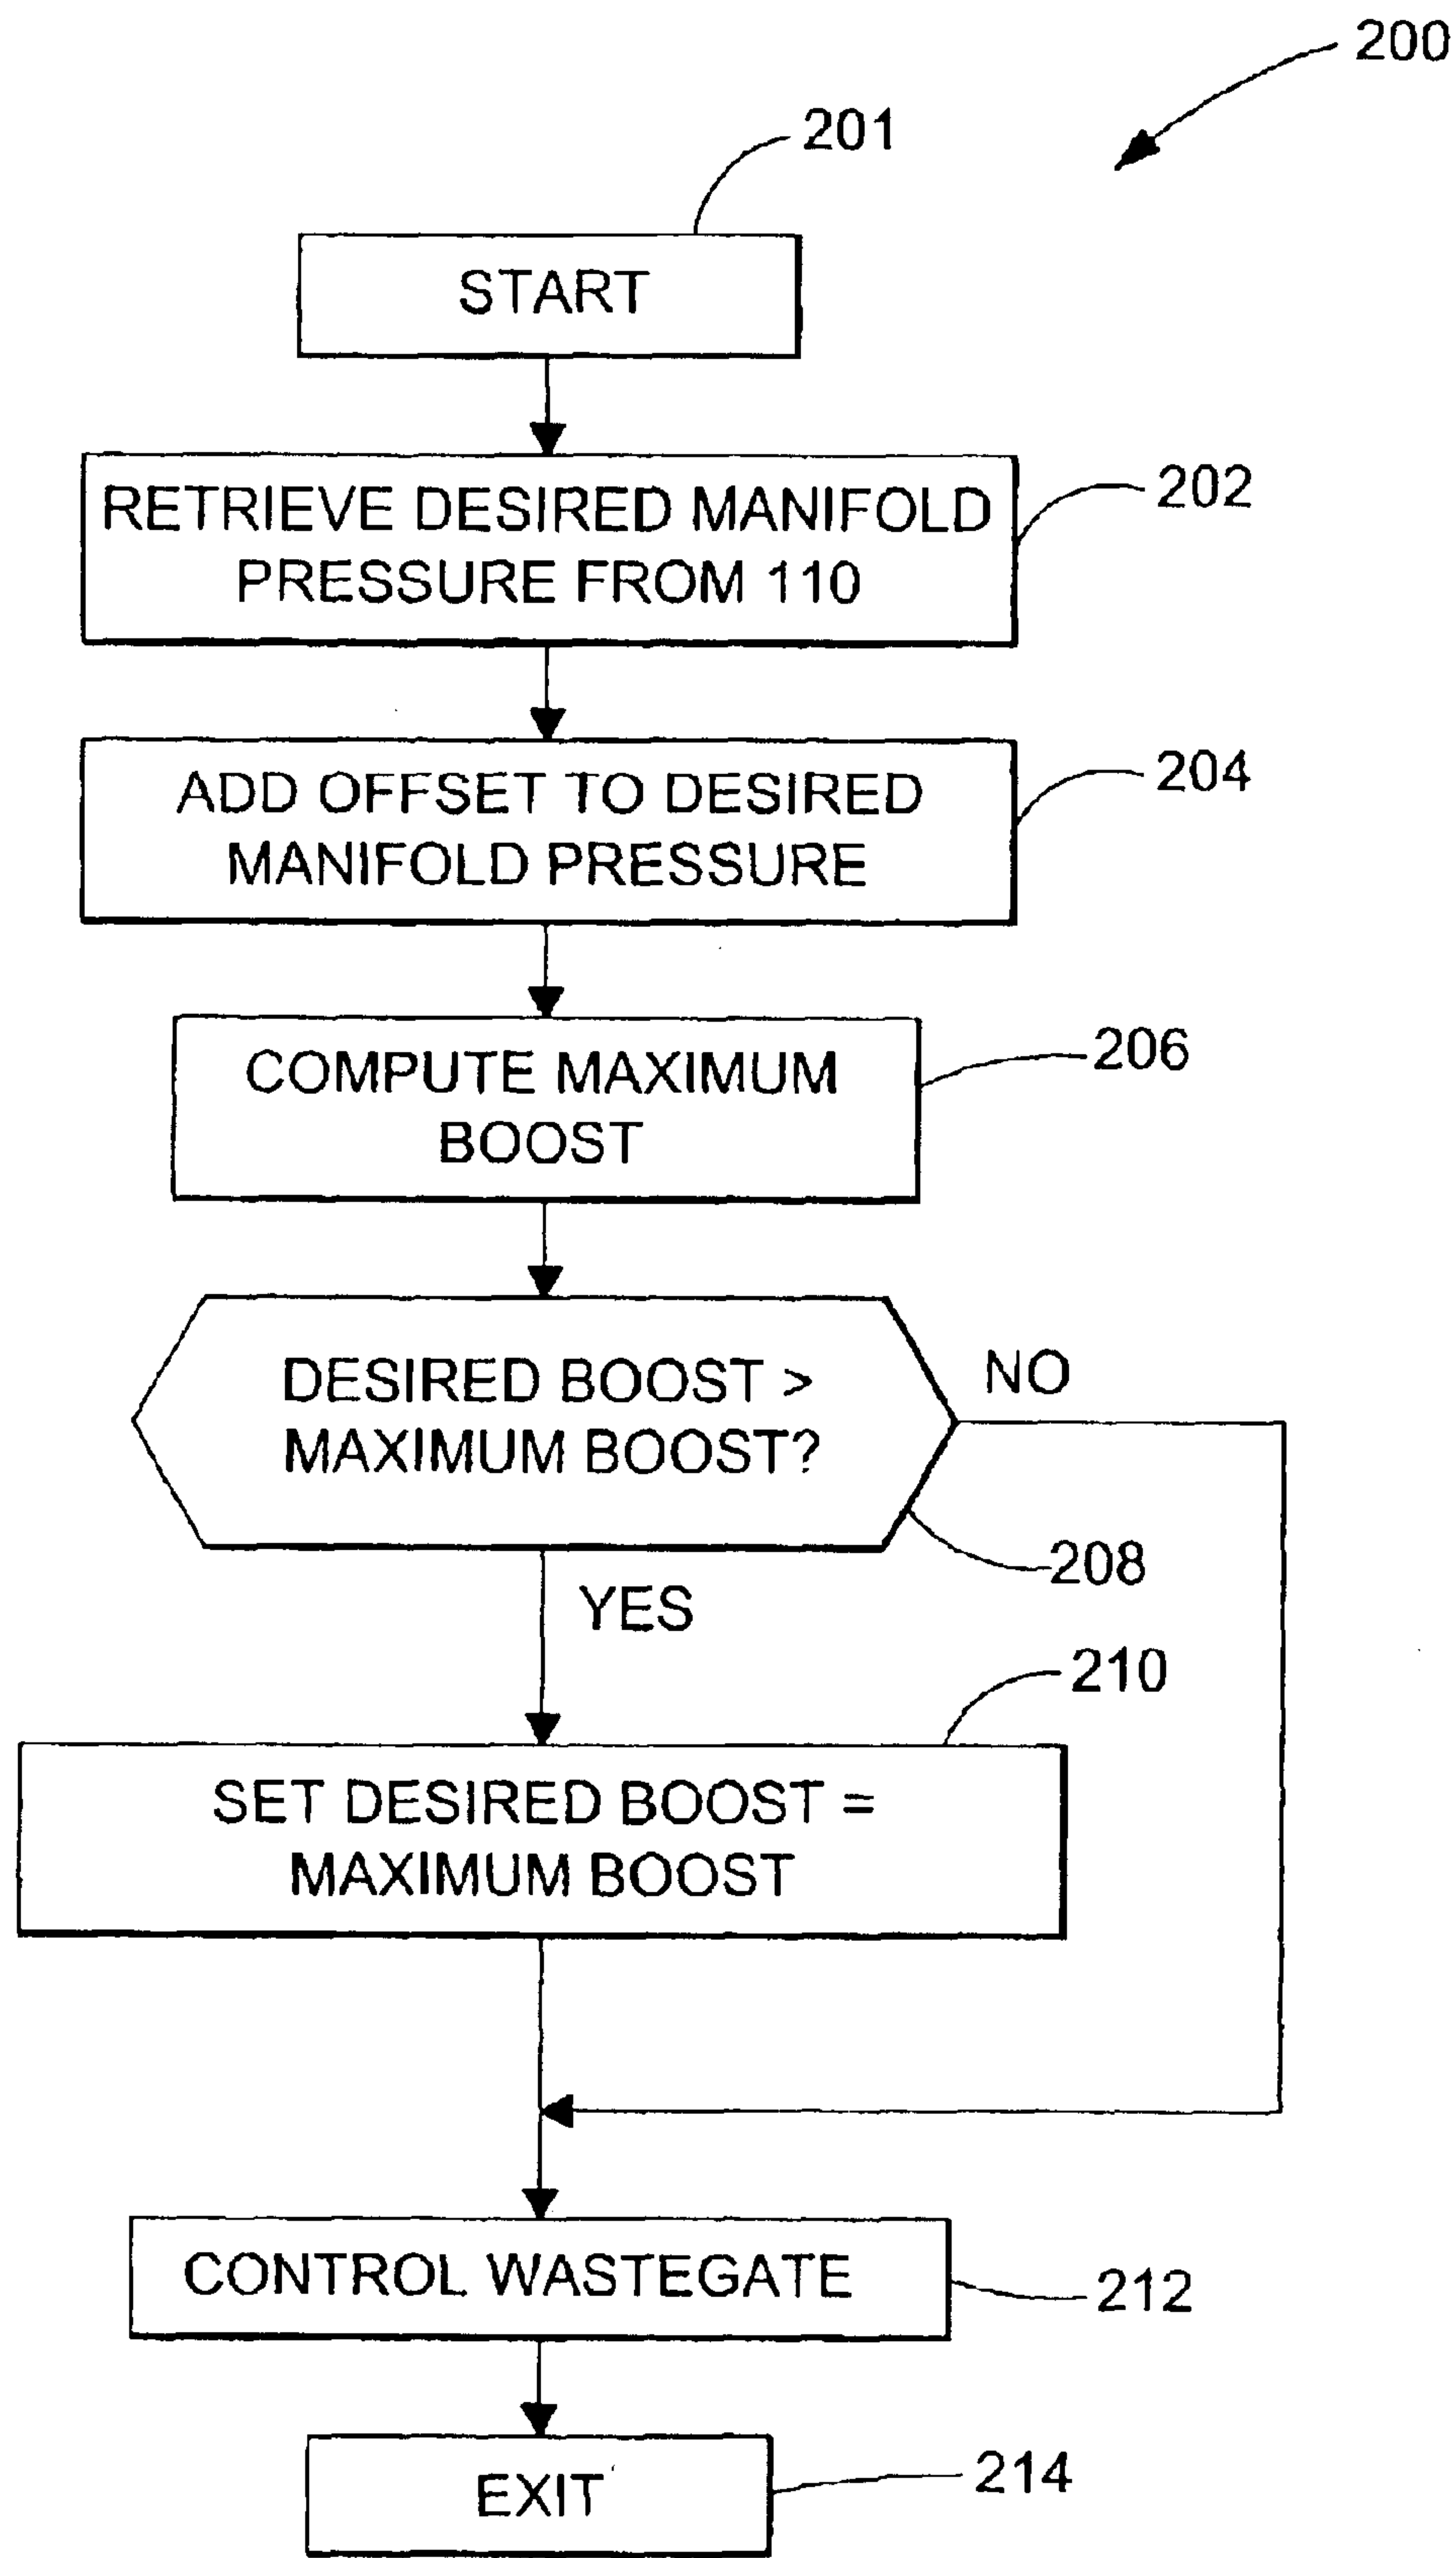 200
201
START
RETRIEVE DESIRED MANIFOLD
PRESSURE FROM 110
202
ADD OFFSET TO DESIRED
MANIFOLD PRESSURE
204
COMPUTE MAXIMUM
BOOST
206
DESIRED BOOST >
MAXIMUM BOOST?
NO
208
YES
210
SET DESIRED BOOST =
MAXIMUM BOOST
CONTROL WASTEGATE
212
EXIT
214